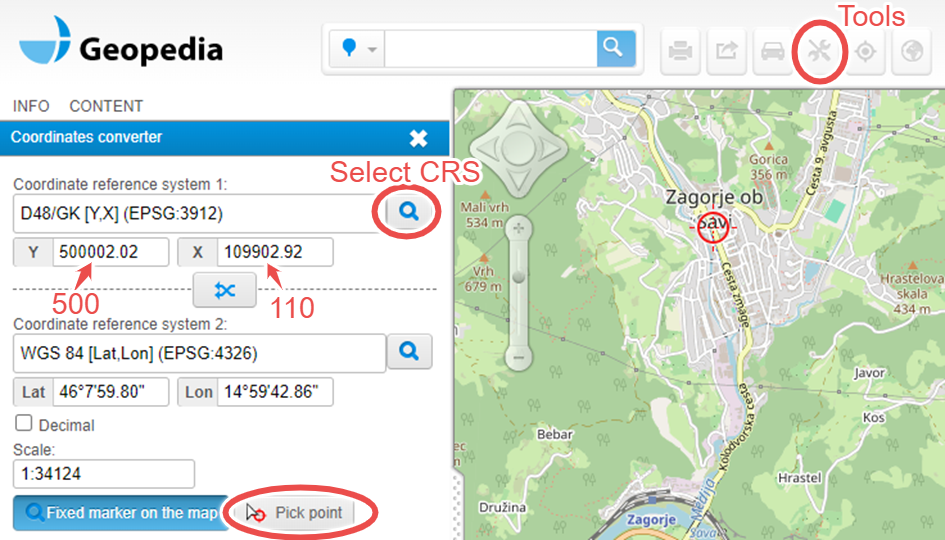 Geopedia
Tools
INFO CONTENT
Coordinates converter
Select CRS
Coordinate reference system 1:
D48/GK [Y,X] (EPSG:3912)
Y 500002.02 X 109902.92
500 110
Coordinate reference system 2:
WGS 84 [Lat,Lon] (EPSG:4326)
Lat 46°7'59.80" Lon 14°59'42.86"
Decimal
Scale:
1:34124
Fixed marker on the map
Pick point
Gorica
356 m
Cesta 9. avgusta
Zagorje ob
savi
Mali vrh
534 m
Vrh
679 m
Cesta zmage
Hrastelova
skala
434 m
Javor
Kos
Bebar
Kolodvorska cesta
Hrastel
Družina
Medija
Zagorje
Sava